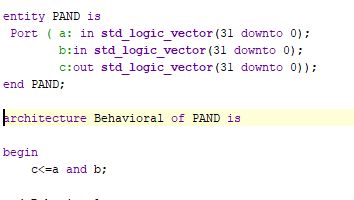 entity PAND is
Port ( a: in std_logic_vector(31 downto 0);
b:in std_logic_vector(31 downto 0);
c:out std_logic_vector(31 downto 0));
end PAND;
architecture Behavioral of PAND is
begin
c<=a and b;